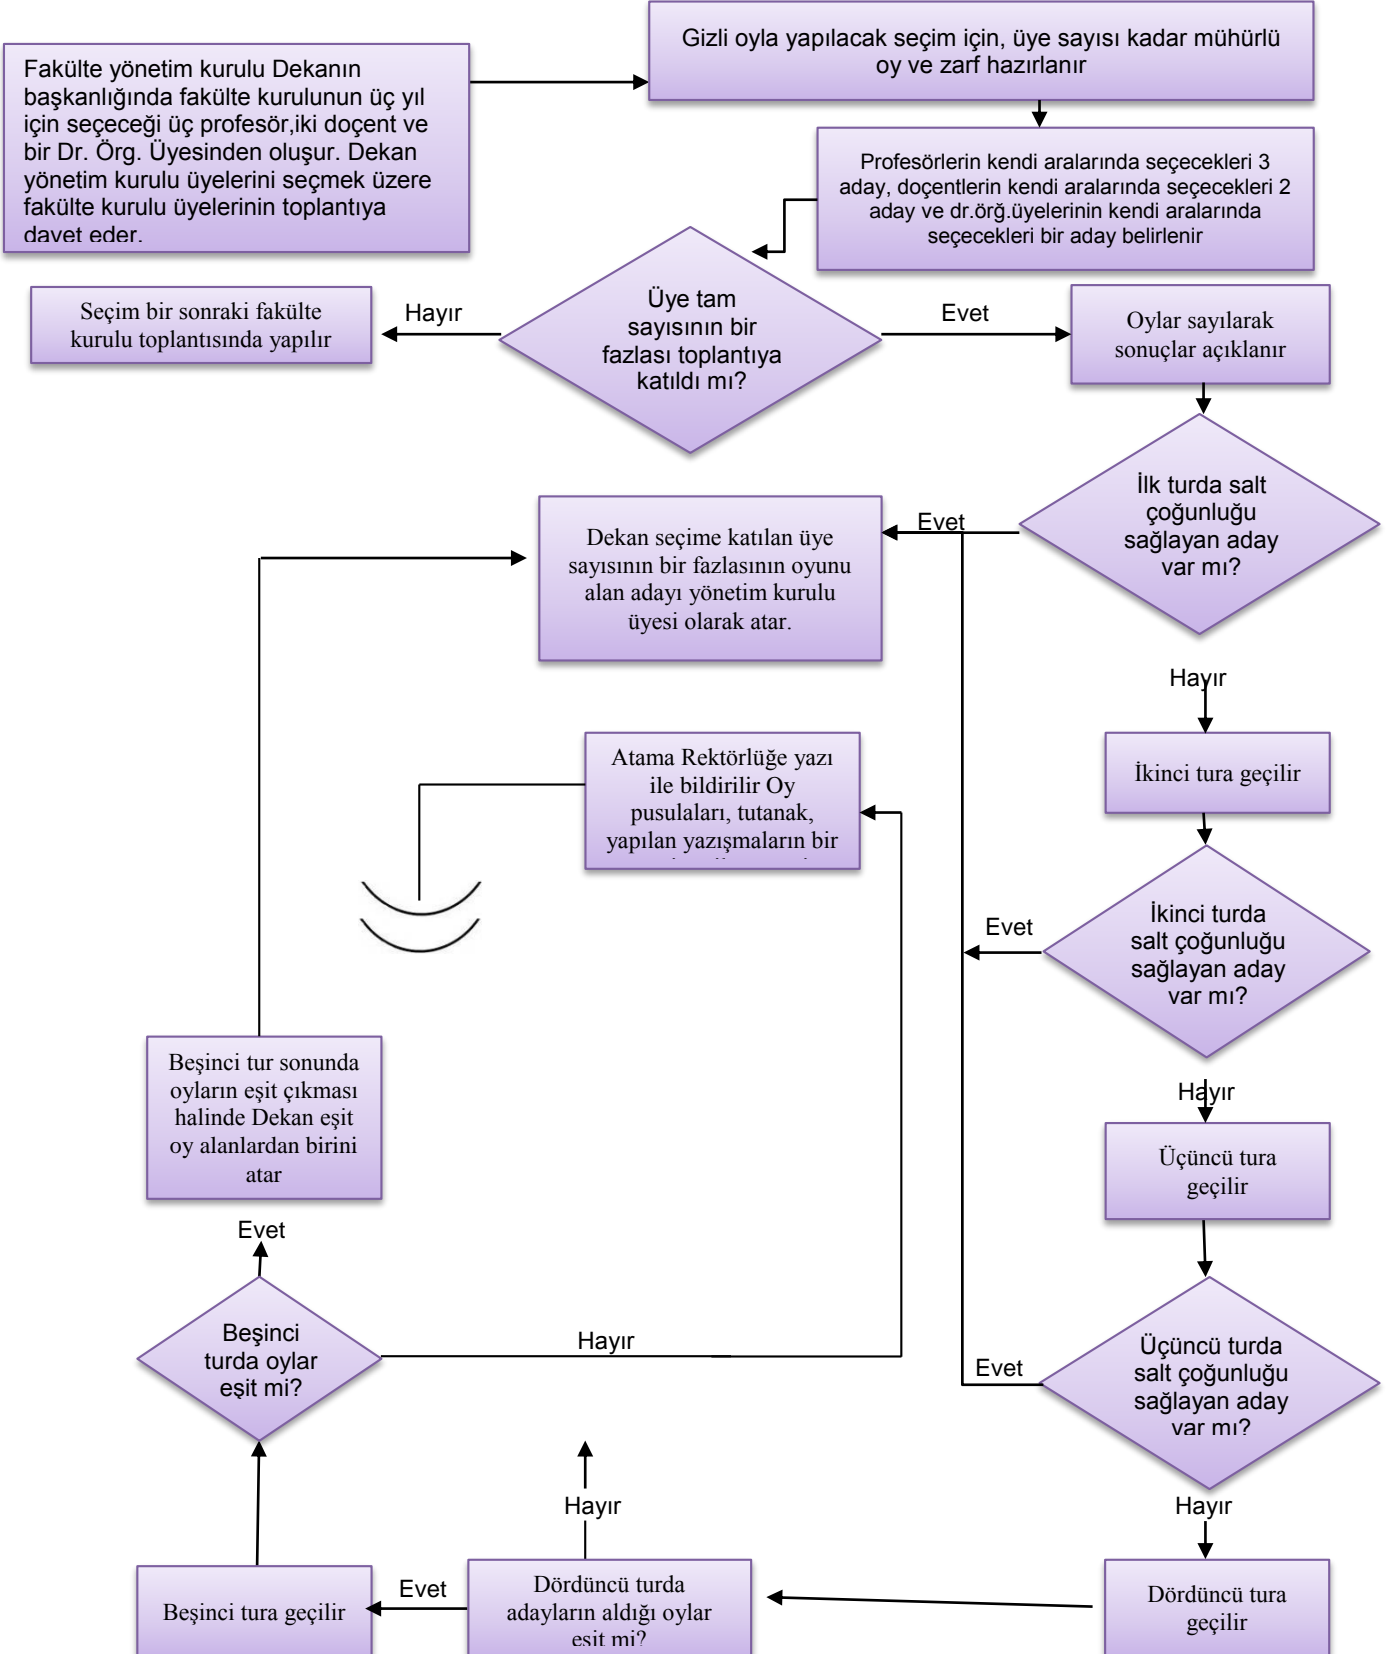 Fakülte yönetim kurulu Dekanın
başkanlığında fakülte kurulunun üç yıl
için seçeceği üç profesör,iki doçent ve
bir Dr. Örg. Üyesinden oluşur. Dekan
yönetim kurulu üyelerini seçmek üzere
fakülte kurulu üyelerinin toplantıya
davet eder.
Gizli oyla yapılacak seçim için, üye sayısı kadar mühürlü
oy ve zarf hazırlanır
Profesörlerin kendi aralarında seçecekleri 3
aday, doçentlerin kendi aralarında seçecekleri 2
aday ve dr.örğ.üyelerinin kendi aralarında
seçecekleri bir aday belirlenir
Üye tam
sayısının bir
fazlası toplantıya
katıldı mı?
Hayır
Seçim bir sonraki fakülte
kurulu toplantısında yapılır
Evet
Oylar sayılarak
sonuçlar açıklanır
İlk turda salt
çoğunluğu
sağlayan aday
var mı?
Evet
Dekan seçime katılan üye
sayısının bir fazlasının oyunu
alan adayı yönetim kurulu
üyesi olarak atar.
Hayır
İkinci tura geçilir
Atama Rektörlüğe yazı
ile bildirilir Oy
pusulaları, tutanak,
yapılan yazışmaların bir
İkinci turda
salt çoğunluğu
sağlayan aday
var mı?
Evet
Hayır
Üçüncü tura
geçilir
Beşinci tur sonunda
oyların eşit çıkması
halinde Dekan eşit
oy alanlardan birini
atar
Evet
Beşinci
turda oylar
eşit mi?
Hayır
Üçüncü turda
salt çoğunluğu
sağlayan aday
var mı?
Evet
Hayır
Hayır
Dördüncü tura
geçilir
Dördüncü turda
adayların aldığı oylar
eşit mi?
Evet
Beşinci tura geçilir